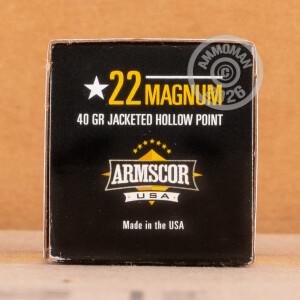 ★22 MAGNUM
40 GR JACKETED HOLLOW POINT
ARMSCOR
USA
Made in the USA
AMMOMAN